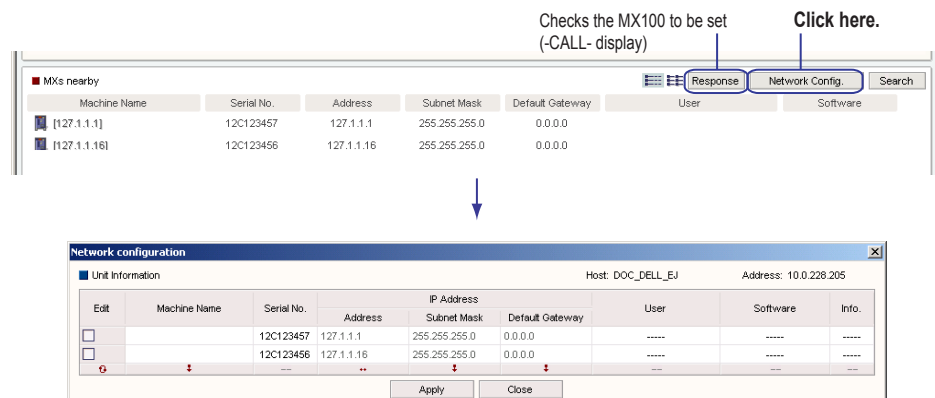 Checks the MX100 to be set
(-CALL- display)
Click here.
MXs nearby
Response Network Config. Search
Machine Name Serial No. Address Subnet Mask Default Gateway User Software
[127.1.1.1] 12C123457 127.1.1.1 255.255.255.0 0.0.0.0
[127.1.1.16] 12C123456 127.1.1.16 255.255.255.0 0.0.0.0
Network configuration
Unit Information Host: DOC_DELL_EJ Address: 10.0.228.205
Edit Machine Name Serial No. IP Address User Software Info.
Address Subnet Mask Default Gateway
12C123457 127.1.1.1 255.255.255.0 0.0.0.0 ----- ----- -----
12C123456 127.1.1.16 255.255.255.0 0.0.0.0 ----- ----- -----
Apply Close